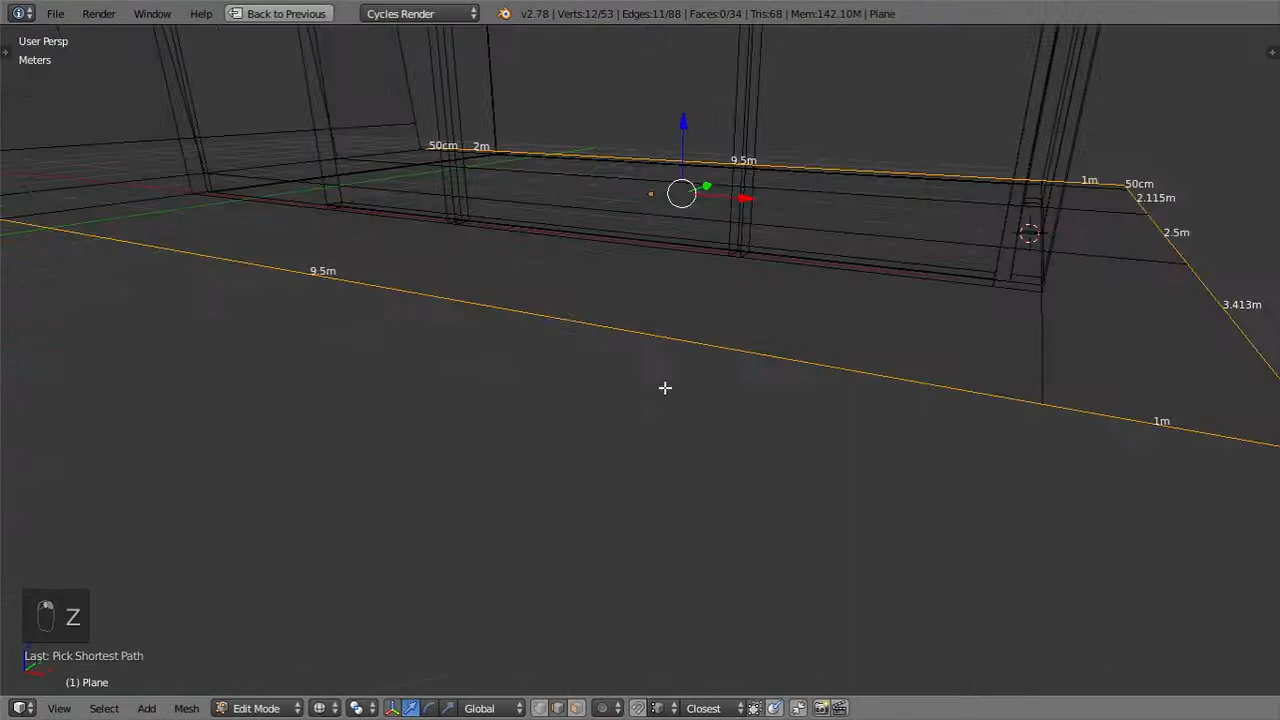 File Render Window Help Back to Previous Cycles Render v2.78 | Verts:12/53 | Edges:11/88 | Faces:0/34 | Tris:68 | Mem:142.10M | Plane
User Persp
Meters
50cm 2m 9.5m 1m 50cm
2.115m
2.5m
9.5m
3.413m
1m
Z
Last: Pick Shortest Path
(1) Plane
View Select Add Mesh Edit Mode Global Closest